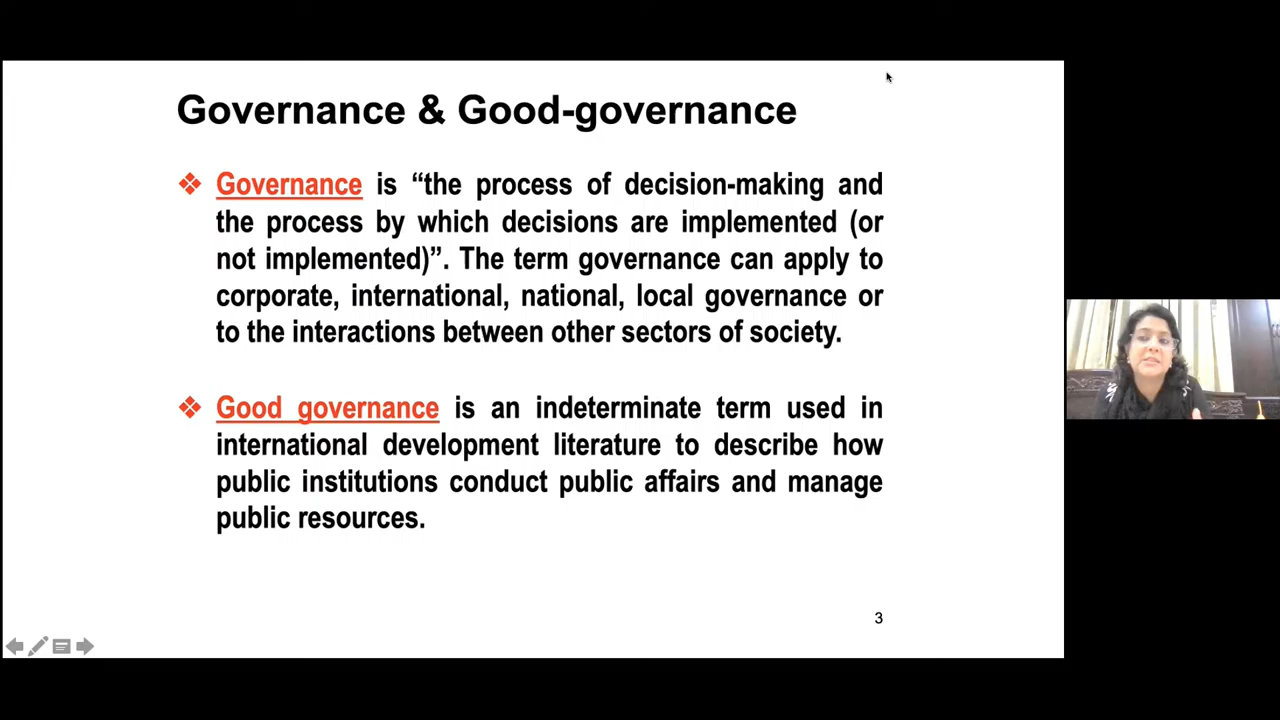 Governance & Good-governance
❖ Governance is “the process of decision-making and
the process by which decisions are implemented (or
not implemented)”. The term governance can apply to
corporate, international, national, local governance or
to the interactions between other sectors of society.
❖ Good governance is an indeterminate term used in
international development literature to describe how
public institutions conduct public affairs and manage
public resources.
3